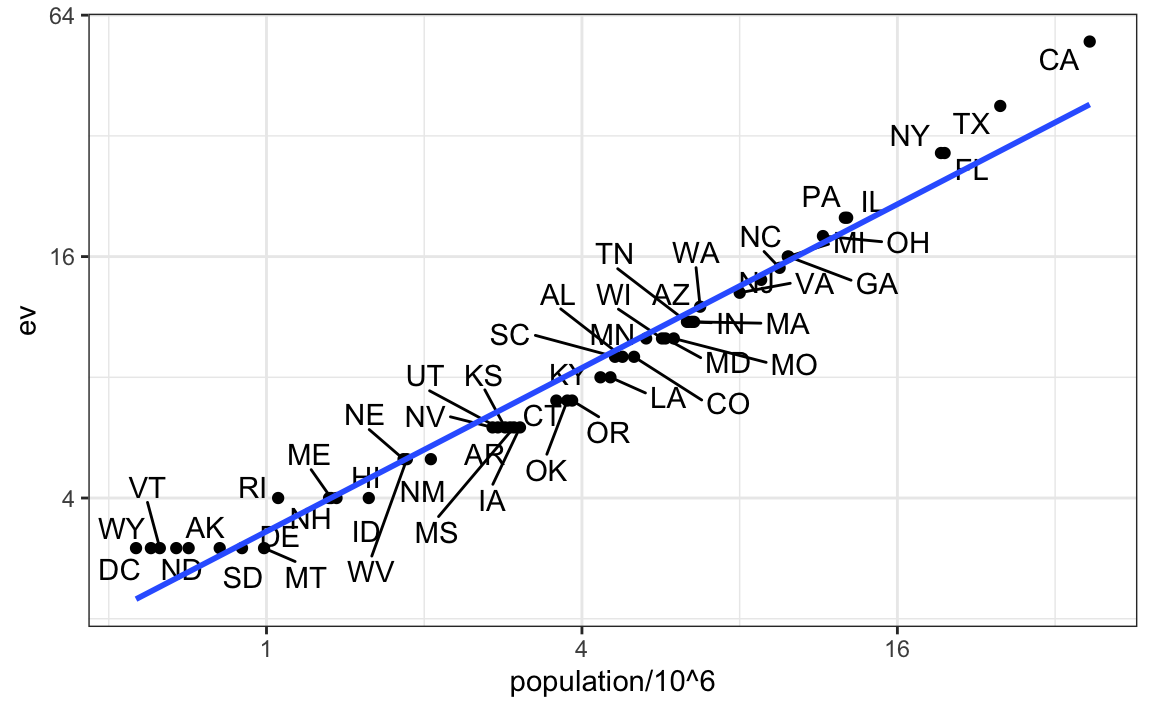 64
CA
TX
NY
FL
PA
IL
MI
OH
16
NC
TN
WA
NJ
VA
GA
AL
WI
AZ
IN
MA
SC
MN
MD
MO
ev
UT
KS
KY
LA
CO
NE
NV
CT
OR
ME
AR
OK
HI
VT
RI
NM
IA
4
WY
AK
NH
ID
MS
DE
DC
ND
SD
MT
WV
1
4
16
population/10^6